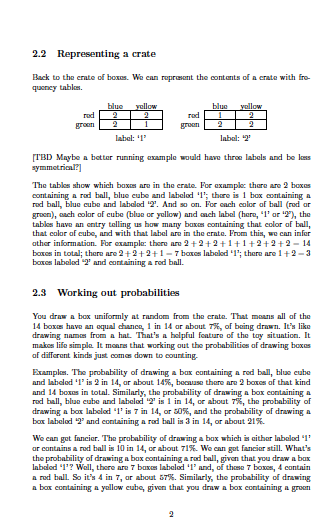 2.2 Representing a crate
Back to the crate of boxes. We can represent the contents of a crate with fre-
quency tables.
blue yellow blue yellow
red 2 2 red 1 2
green 2 1 green 2 2
label: '1' label: '2'
[TBD Maybe a better running example would have three labels and be less
symmetrical?]
The tables show which boxes are in the crate. For example: there are 2 boxes
containing a red ball, blue cube and labeled '1'; there is 1 box containing a
red ball, blue cube and labeled '2'. And so on. For each color of ball (red or
green), each color of cube (blue or yellow) and each label (here, '1' or '2'), the
tables have an entry telling us how many boxes containing that color of ball,
that color of cube, and with that label are in the crate. From this, we can infer
other information. For example: there are 2 + 2 + 2 + 1 + 1 + 2 + 2 + 2 = 14
boxes in total; there are 2 + 2 + 2 + 1 = 7 boxes labeled '1'; there are 1 + 2 = 3
boxes labeled '2' and containing a red ball.
2.3 Working out probabilities
You draw a box uniformly at random from the crate. That means all of the
14 boxes have an equal chance, 1 in 14 or about 7%, of being drawn. It's like
drawing names from a hat. That's a helpful feature of the toy situation. It
makes life simple. It means that working out the probabilities of drawing boxes
of different kinds just comes down to counting.
Examples. The probability of drawing a box containing a red ball, blue cube
and labeled '1' is 2 in 14, or about 14%, because there are 2 boxes of that kind
and 14 boxes in total. Similarly, the probability of drawing a box containing a
red ball, blue cube and labeled '2' is 1 in 14, or about 7%, the probability of
drawing a box labeled '1' is 7 in 14, or 50%, and the probability of drawing a
box labeled '2' and containing a red ball is 3 in 14, or about 21%.
We can get fancier. The probability of drawing a box which is either labeled '1'
or contains a red ball is 10 in 14, or about 71%. We can get fancier still. What's
the probability of drawing a box containing a red ball, given that you draw a box
labeled '1'? Well, there are 7 boxes labeled '1' and, of these 7 boxes, 4 contain
a red ball. So it's 4 in 7, or about 57%. Similarly, the probability of drawing
a box containing a yellow cube, given that you draw a box containing a green
2